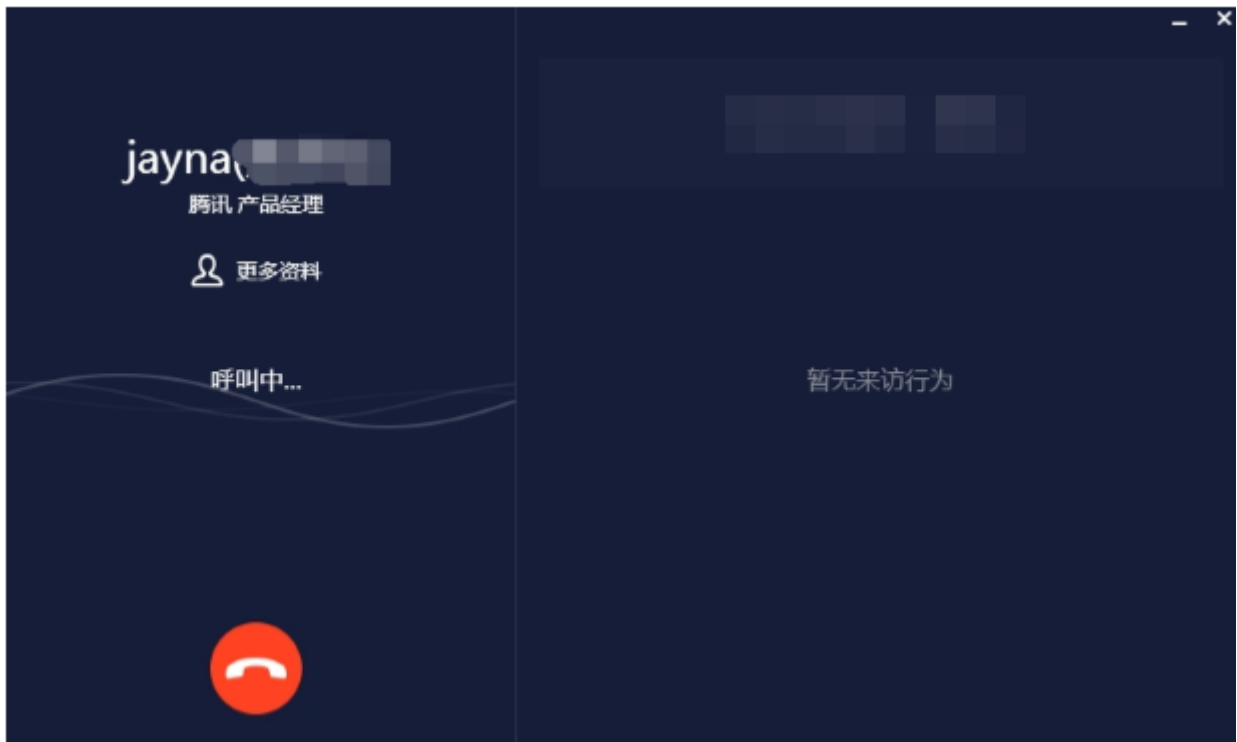 jayna(
腾讯 产品经理
更多资料
呼叫中...
暂无来访行为